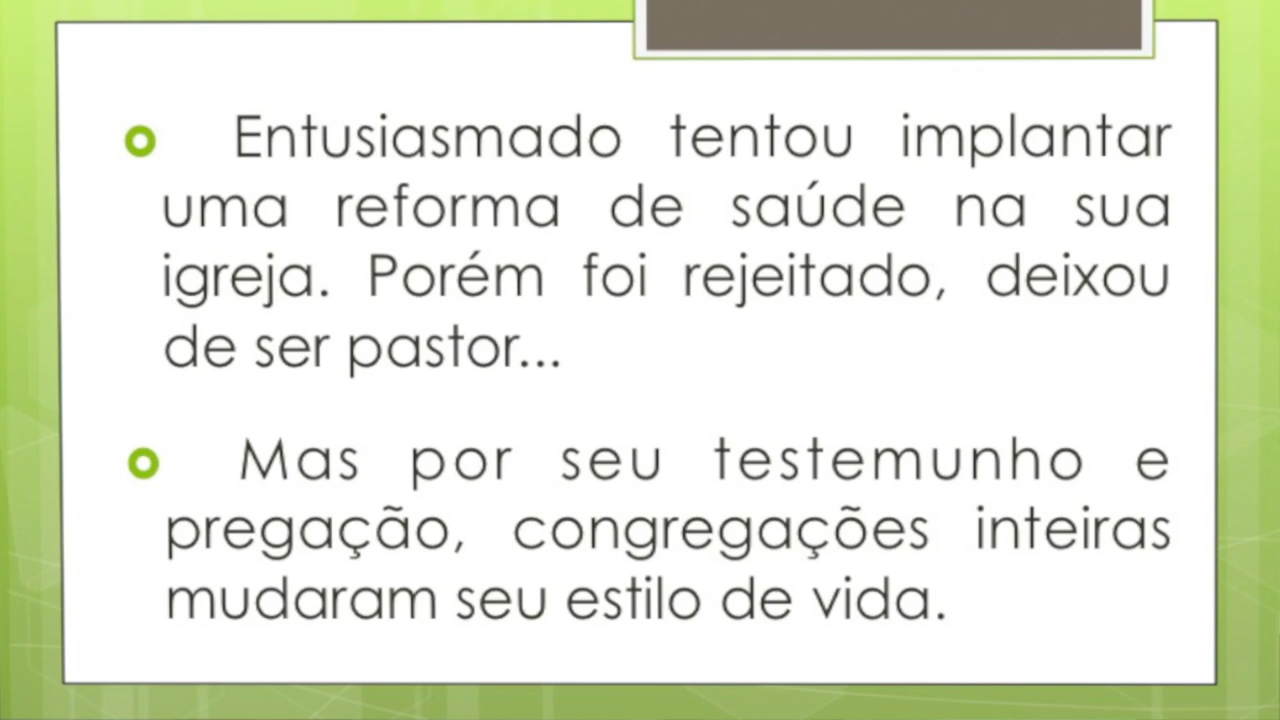 Entusiasmado tentou implantar
uma reforma de saúde na sua
igreja. Porém foi rejeitado, deixou
de ser pastor...
Mas por seu testemunho e
pregação, congregações inteiras
mudaram seu estilo de vida.